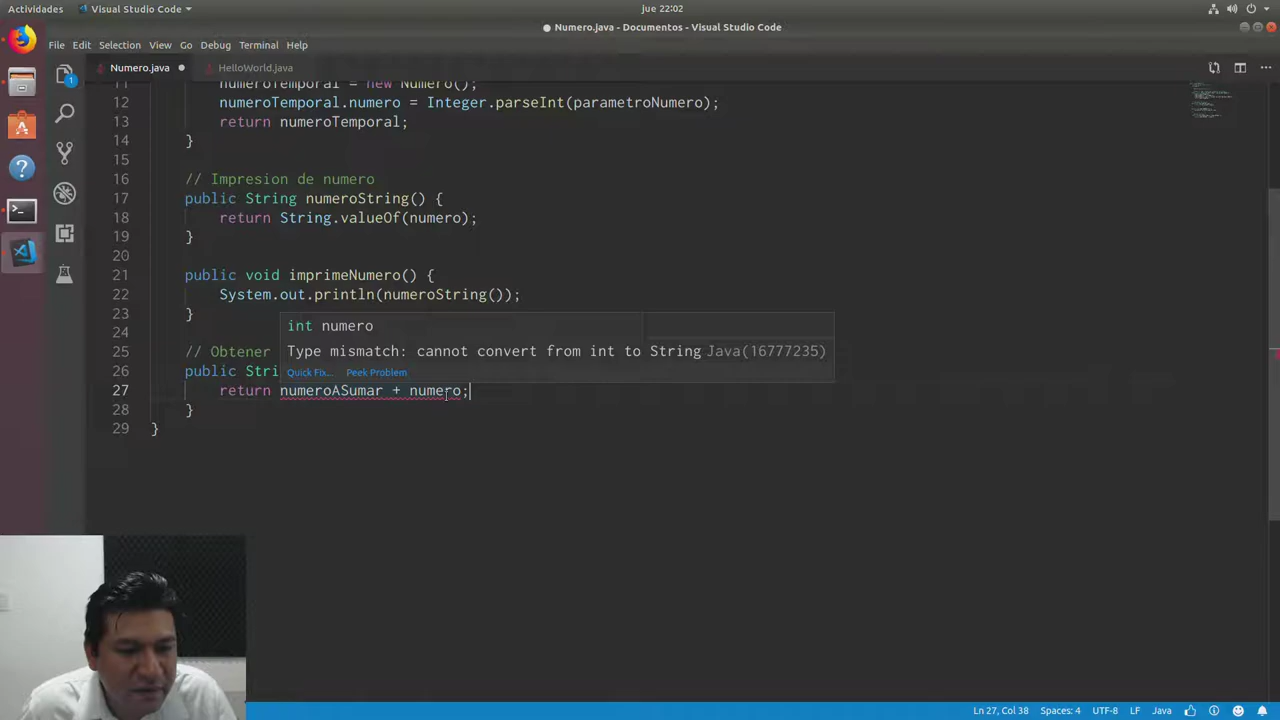 Actividades
Visual Studio Code
jue 22:02
Numero.java - Documentos - Visual Studio Code
File Edit Selection View Go Debug Terminal Help
Numero.java
HelloWorld.java
1
11 numeroTemporal = new Numero();
12 numeroTemporal.numero = Integer.parseInt(parametroNumero);
13 return numeroTemporal;
14 }
15
16 // Impresion de numero
17 public String numeroString() {
18 return String.valueOf(numero);
19 }
20
21 public void imprimeNumero() {
22 System.out.println(numeroString());
23 }
24
int numero
25 // Obtener
Type mismatch: cannot convert from int to String Java(16777235)
26 public Stri
Quick Fix... Peek Problem
27 return numeroASumar + numero;
28 }
29 }
Ln 27, Col 38 Spaces: 4 UTF-8 LF Java